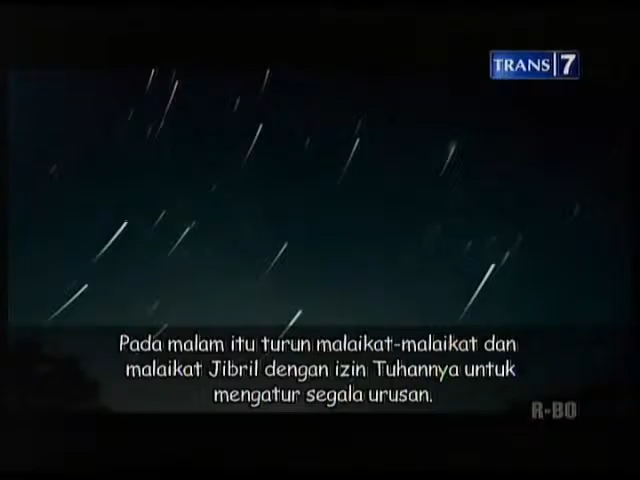 TRANS|7
Pada malam itu turun malaikat-malaikat dan
malaikat Jibril dengan izin Tuhannya untuk
mengatur segala urusan.
R-BO